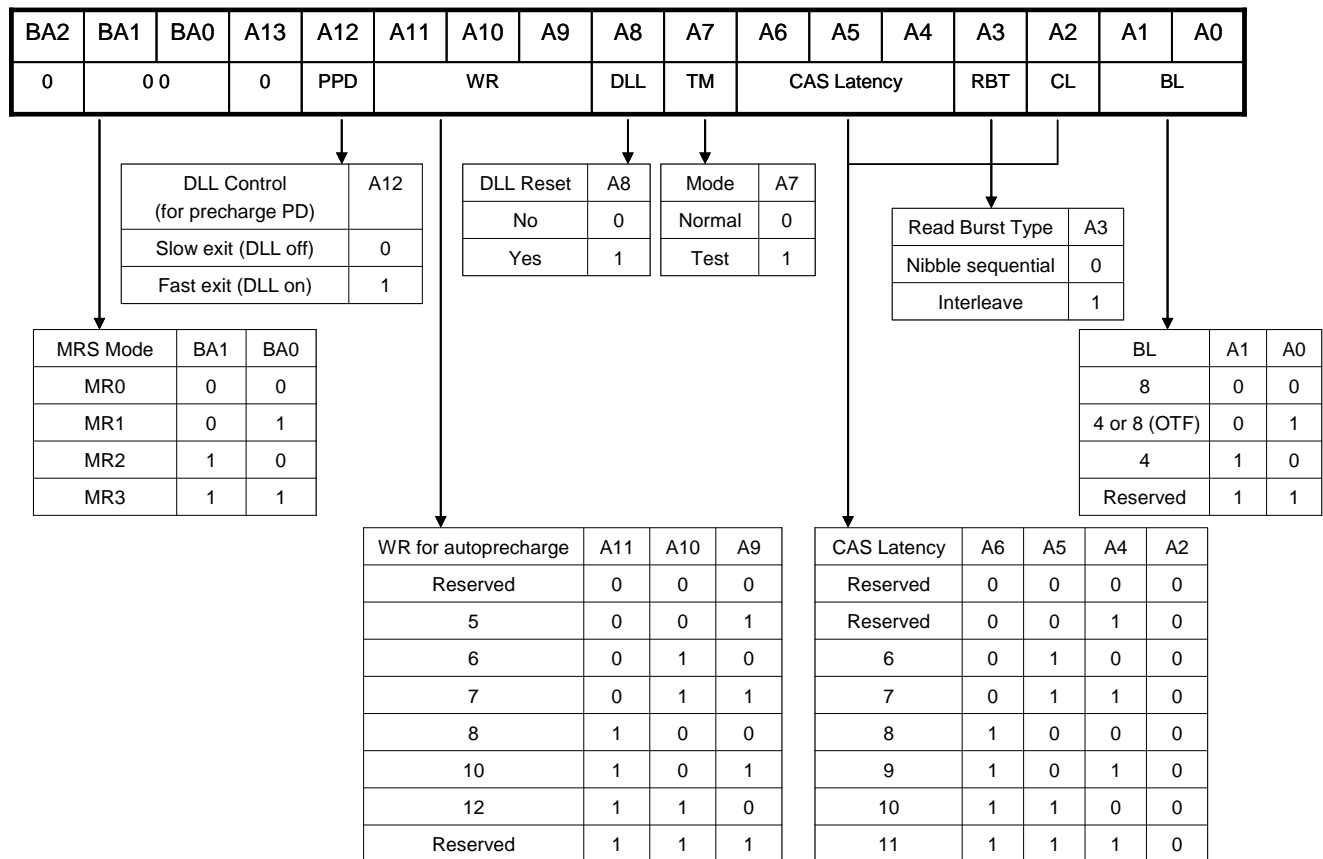 BA2 BA1 BA0 A13 A12 A11 A10 A9 A8 A7 A6 A5 A4 A3 A2 A1 A0
0 0 0 0 PPD WR DLL TM CAS Latency RBT CL BL
DLL Control A12
(for precharge PD)
Slow exit (DLL off) 0
Fast exit (DLL on) 1
DLL Reset A8
No 0
Yes 1
Mode A7
Normal 0
Test 1
Read Burst Type A3
Nibble sequential 0
Interleave 1
MRS Mode BA1 BA0
MR0 0 0
MR1 0 1
MR2 1 0
MR3 1 1
BL A1 A0
8 0 0
4 or 8 (OTF) 0 1
4 1 0
Reserved 1 1
WR for autoprecharge A11 A10 A9
Reserved 0 0 0
5 0 0 1
6 0 1 0
7 0 1 1
8 1 0 0
10 1 0 1
12 1 1 0
Reserved 1 1 1
CAS Latency A6 A5 A4 A2
Reserved 0 0 0 0
Reserved 0 0 1 0
6 0 1 0 0
7 0 1 1 0
8 1 0 0 0
9 1 0 1 0
10 1 1 0 0
11 1 1 1 0